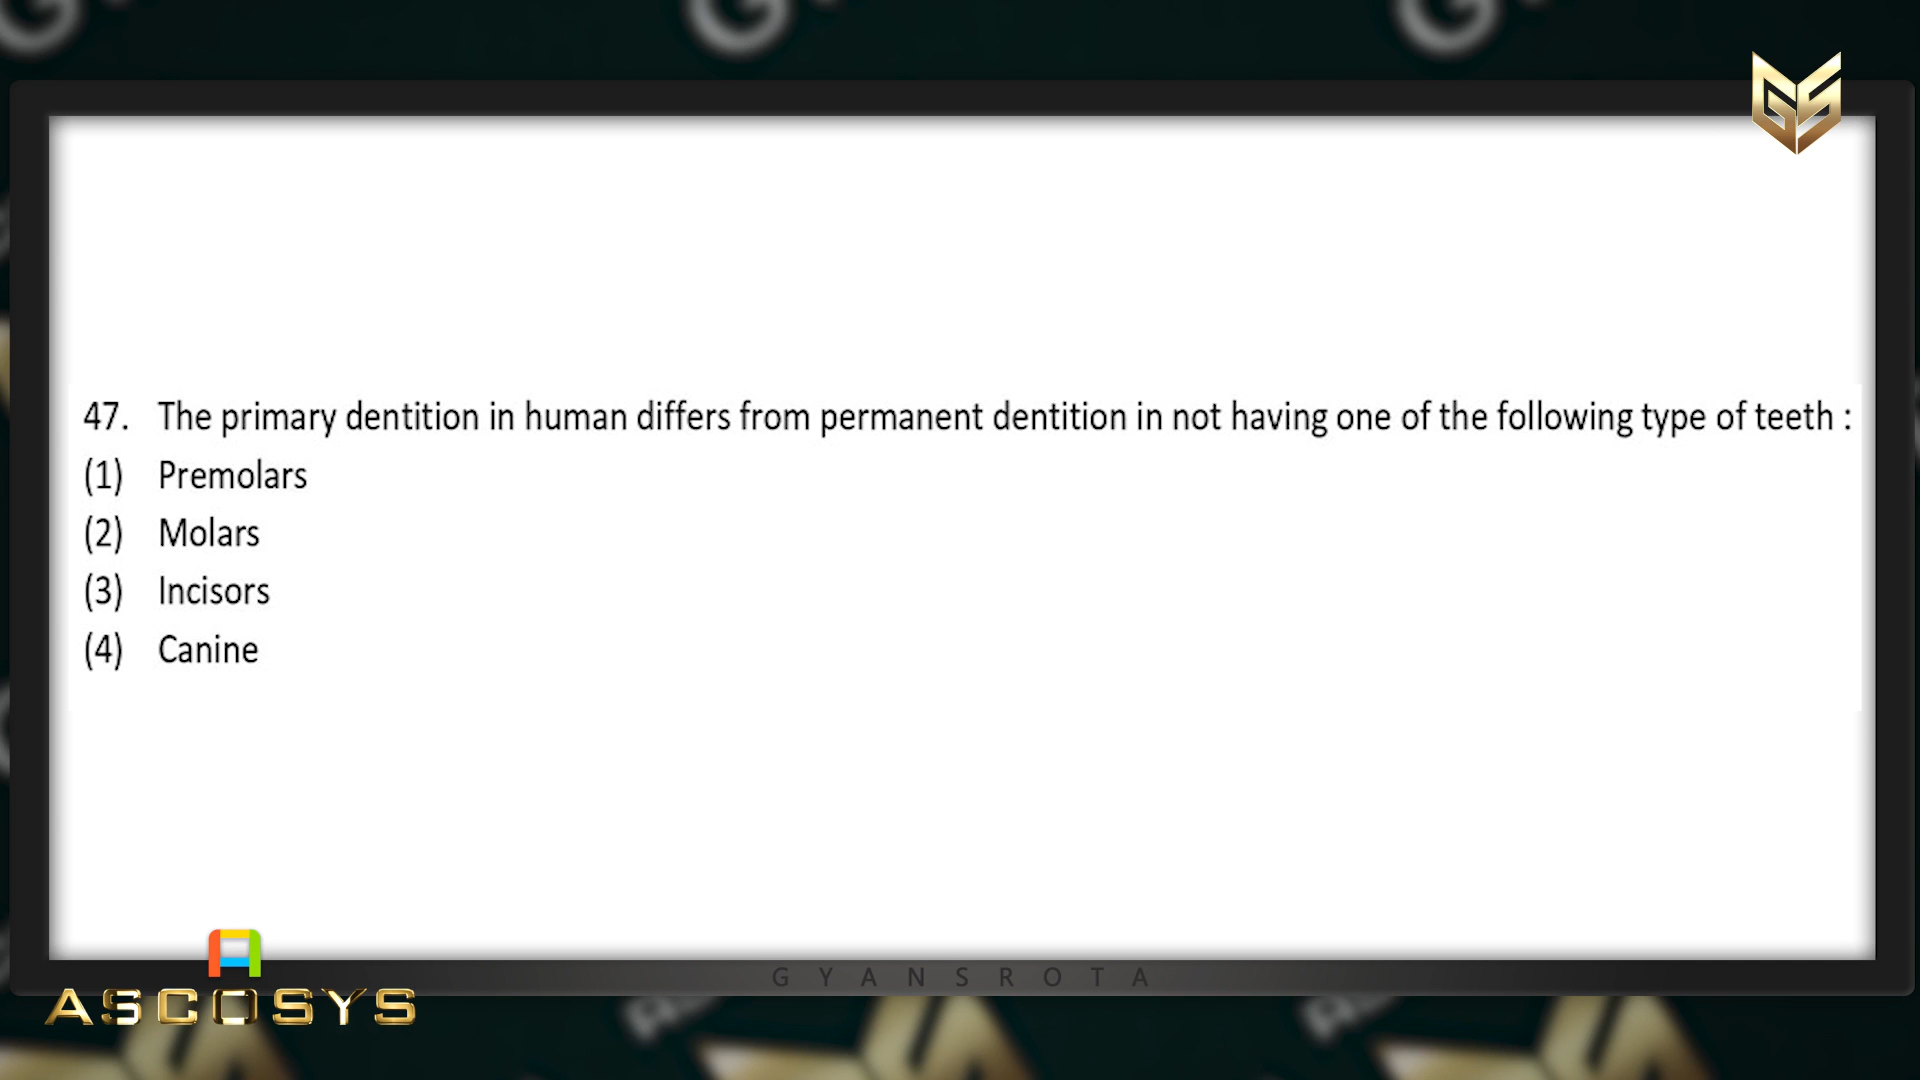 47. The primary dentition in human differs from permanent dentition in not having one of the following type of teeth :
(1) Premolars
(2) Molars
(3) Incisors
(4) Canine
GYANSROTA
ASCOSYS